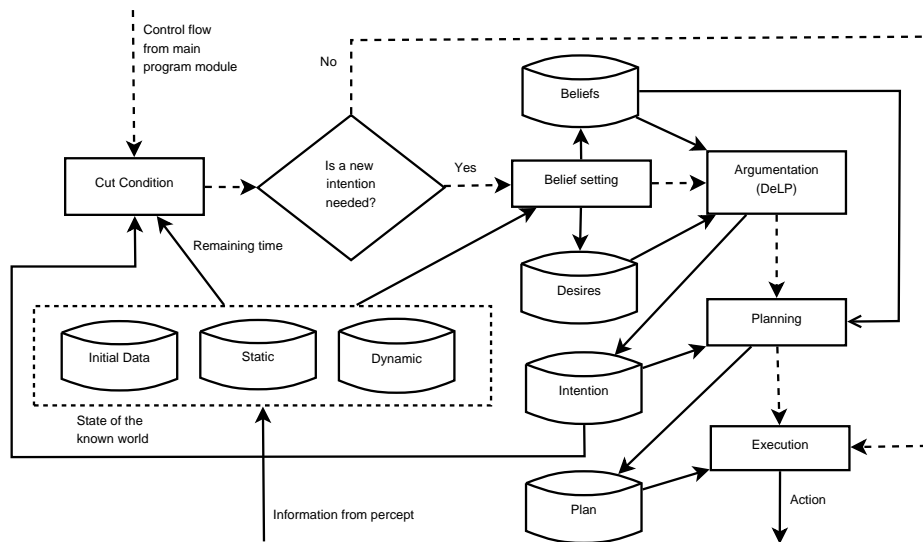 Control flow
from main
program module
No
Beliefs
Cut Condition
Is a new
intention
needed?
Yes
Belief setting
Argumentation
(DeLP)
Remaining time
Desires
Planning
Initial Data
Static
Dynamic
Intention
State of the
known world
Execution
Information from percept
Plan
Action